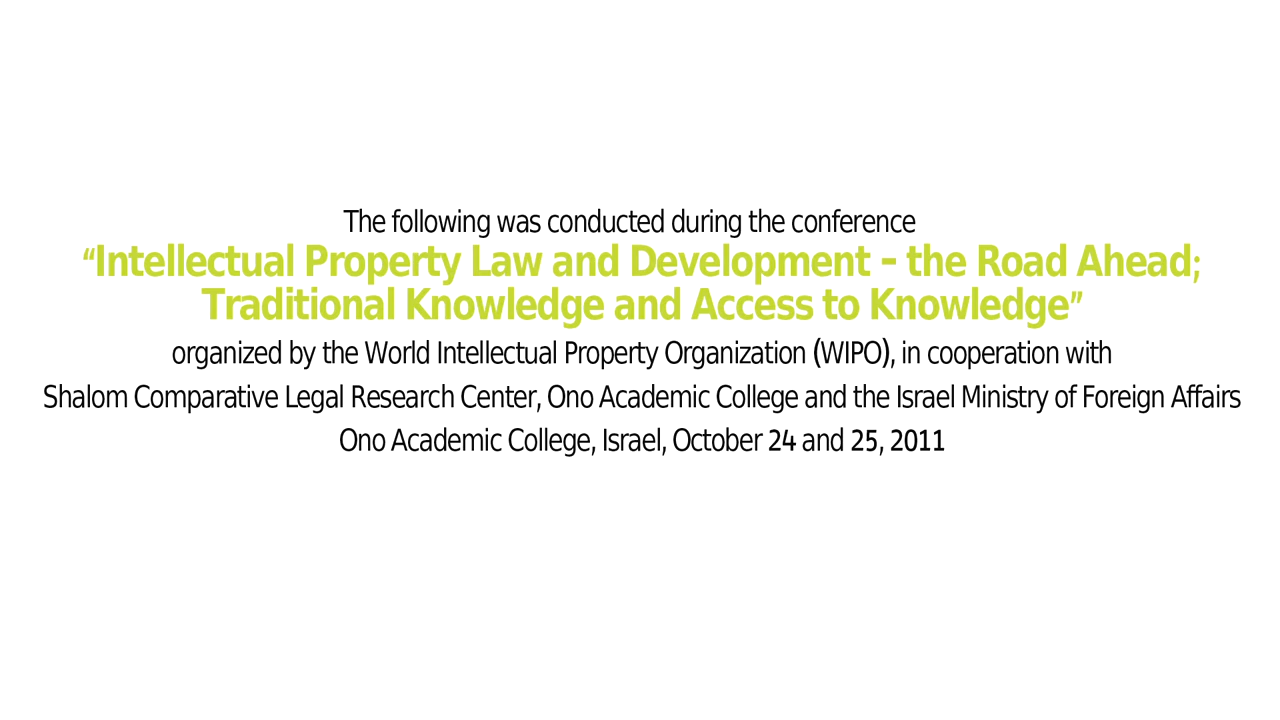 The following was conducted during the conference
“Intellectual Property Law and Development - the Road Ahead;
Traditional Knowledge and Access to Knowledge”
organized by the World Intellectual Property Organization (WIPO), in cooperation with
Shalom Comparative Legal Research Center, Ono Academic College and the Israel Ministry of Foreign Affairs
Ono Academic College, Israel, October 24 and 25, 2011